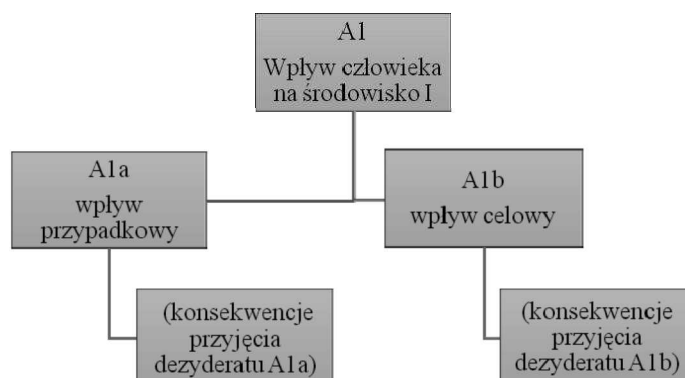 A1
Wpływ człowieka
na środowisko I
A1a
wpływ
przypadkowy
A1b
wpływ celowy
(konsekwencje
przyjęcia
dezyderatu A1a)
(konsekwencje
przyjęcia
dezyderatu A1b)